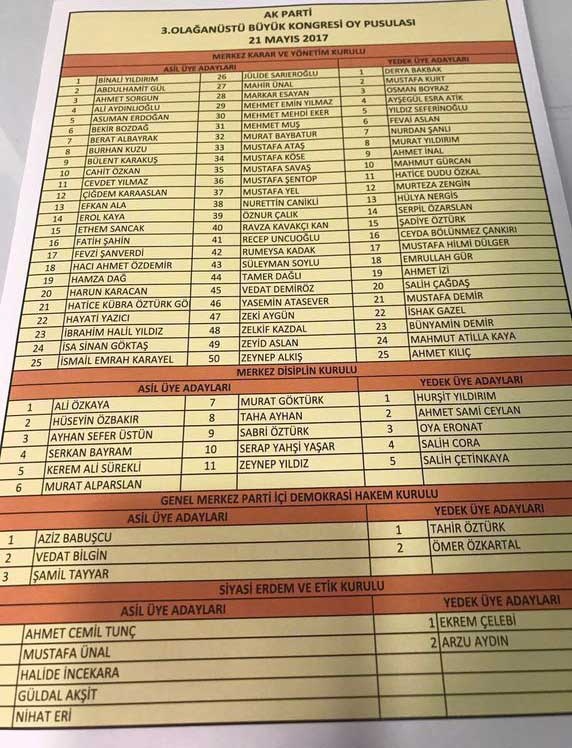 AK PARTİ
3.OLAĞANÜSTÜ BÜYÜK KONGRESİ OY PUSULASI
21 MAYIS 2017
MERKEZ KARAR VE YÖNETİM KURULU
ASİL ÜYE ADAYLARI YEDEK ÜYE ADAYLARI
1 BİNALİ YILDIRIM 26 JÜLİDE SARIEROĞLU 1 DERYA BAKBAK
2 ABDULHAMİT GÜL 27 MAHİR ÜNAL 2 MUSTAFA KURT
3 AHMET SORGUN 28 MARKAR ESAYAN 3 OSMAN BOYRAZ
4 ALİ AYDINLIOĞLU 29 MEHMET EMİN YILMAZ 4 AYŞEGÜL ESRA ATİK
5 ASUMAN ERDOĞAN 30 MEHMET MEHDİ EKER 5 YILDIZ SEFERİNOĞLU
6 BEKİR BOZDAĞ 31 MEHMET MUŞ 6 FEVAİ ASLAN
7 BERAT ALBAYRAK 32 MURAT BAYBATUR 7 NURDAN ŞANLI
8 BURHAN KUZU 33 MUSTAFA ATAŞ 8 MURAT YILDIRIM
9 BÜLENT KARAKUŞ 34 MUSTAFA KÖSE 9 AHMET İNAL
10 CAHİT ÖZKAN 35 MUSTAFA SAVAŞ 10 MAHMUT GÜRCAN
11 CEVDET YILMAZ 36 MUSTAFA ŞENTOP 11 HATİCE DUDU ÖZKAL
12 ÇİĞDEM KARAASLAN 37 MUSTAFA YEL 12 MURTEZA ZENGİN
13 EFKAN ALA 38 NURETTİN CANİKLİ 13 HÜLYA NERGİS
14 EROL KAYA 39 ÖZNUR ÇALIK 14 SERPİL ÖZARSLAN
15 ETHEM SANCAK 40 RAVZA KAVAKÇI KAN 15 ŞADİYE ÖZTÜRK
16 FATİH ŞAHİN 41 RECEP UNCUOĞLU 16 CEYDA BÖLÜNMEZ ÇANKIRI
17 FEVZİ ŞANVERDİ 42 RUMEYSA KADAK 17 MUSTAFA HİLMİ DÜLGER
18 HACI AHMET ÖZDEMİR 43 SÜLEYMAN SOYLU 18 EMRULLAH GÜR
19 HAMZA DAĞ 44 TAMER DAĞLI 19 AHMET İZİ
20 HARUN KARACAN 45 VEDAT DEMİRÖZ 20 SALİH ÇAĞDAŞ
21 HATİCE KÜBRA ÖZTÜRK GÖ 46 YASEMİN ATASEVER 21 MUSTAFA DEMİR
22 HAYATİ YAZICI 47 ZEKİ AYGÜN 22 İSHAK GAZEL
23 İBRAHİM HALİL YILDIZ 48 ZELKİF KAZDAL 23 BÜNYAMİN DEMİR
24 İSA SİNAN GÖKTAŞ 49 ZEYİD ASLAN 24 MAHMUT ATİLLA KAYA
25 İSMAİL EMRAH KARAYEL 50 ZEYNEP ALKIŞ 25 AHMET KILIÇ
MERKEZ DİSİPLİN KURULU
ASİL ÜYE ADAYLARI YEDEK ÜYE ADAYLARI
1 ALİ ÖZKAYA 7 MURAT GÖKTÜRK 1 HURŞİT YILDIRIM
2 HÜSEYİN ÖZBAKIR 8 TAHA AYHAN 2 AHMET SAMİ CEYLAN
3 AYHAN SEFER ÜSTÜN 9 SABRİ ÖZTÜRK 3 OYA ERONAT
4 SERKAN BAYRAM 10 SERAP YAHŞİ YAŞAR 4 SALİH CORA
5 KEREM ALİ SÜREKLİ 11 ZEYNEP YILDIZ 5 SALİH ÇETİNKAYA
6 MURAT ALPARSLAN
GENEL MERKEZ PARTİ İÇİ DEMOKRASİ HAKEM KURULU
ASİL ÜYE ADAYLARI YEDEK ÜYE ADAYLARI
1 AZİZ BABUŞCU 1 TAHİR ÖZTÜRK
2 VEDAT BİLGİN 2 ÖMER ÖZKARTAL
3 ŞAMİL TAYYAR
SİYASİ ERDEM VE ETİK KURULU
ASİL ÜYE ADAYLARI YEDEK ÜYE ADAYLARI
AHMET CEMİL TUNÇ 1 EKREM ÇELEBİ
MUSTAFA ÜNAL 2 ARZU AYDIN
HALİDE İNCEKARA
GÜLDAL AKŞİT
NİHAT ERİ